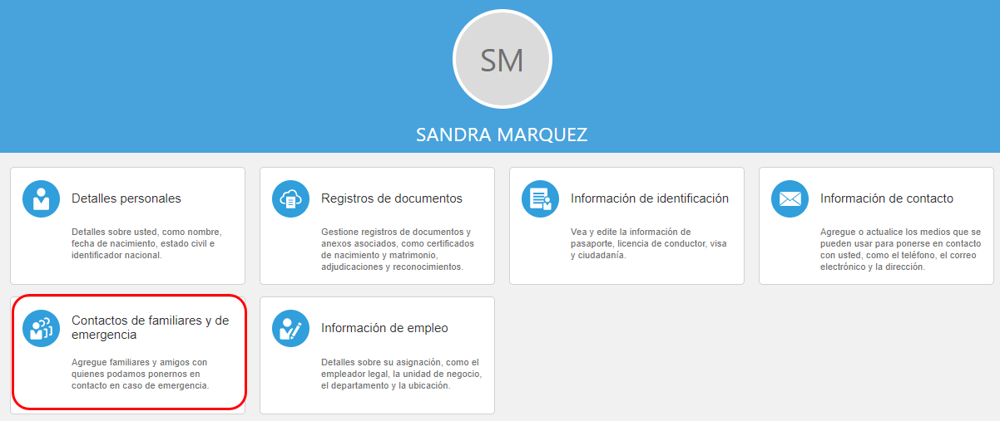 SM
SANDRA MARQUEZ
Detalles personales
Detalles sobre usted, como nombre,
fecha de nacimiento, estado civil e
identificador nacional.
Registros de documentos
Gestione registros de documentos y
anexos asociados, como certificados
de nacimiento y matrimonio,
adjudicaciones y reconocimientos.
Información de identificación
Vea y edite la información de
pasaporte, licencia de conductor, visa
y ciudadanía.
Información de contacto
Agregue o actualice los medios que se
pueden usar para ponerse en contacto
con usted, como el teléfono, el correo
electrónico y la dirección.
Contactos de familiares y de
emergencia
Agregue familiares y amigos con
quienes podamos ponernos en
contacto en caso de emergencia.
Información de empleo
Detalles sobre su asignación, como el
empleador legal, la unidad de negocio,
el departamento y la ubicación.